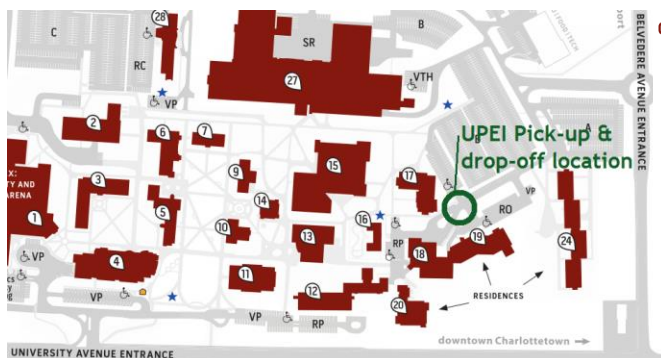 28
C
RC
VP
SR
27
B
VTH
BELVEDERE AVENUE ENTRANCE
A
B
UPEI Pick-up &
drop-off location
2
6
7
9
15
14
17
VP
3
5
10
13
16
RO
RP
18
19
24
1
VP
4
11
12
20
RESIDENCES
VP
VP
RP
downtown Charlottetown
UNIVERSITY AVENUE ENTRANCE